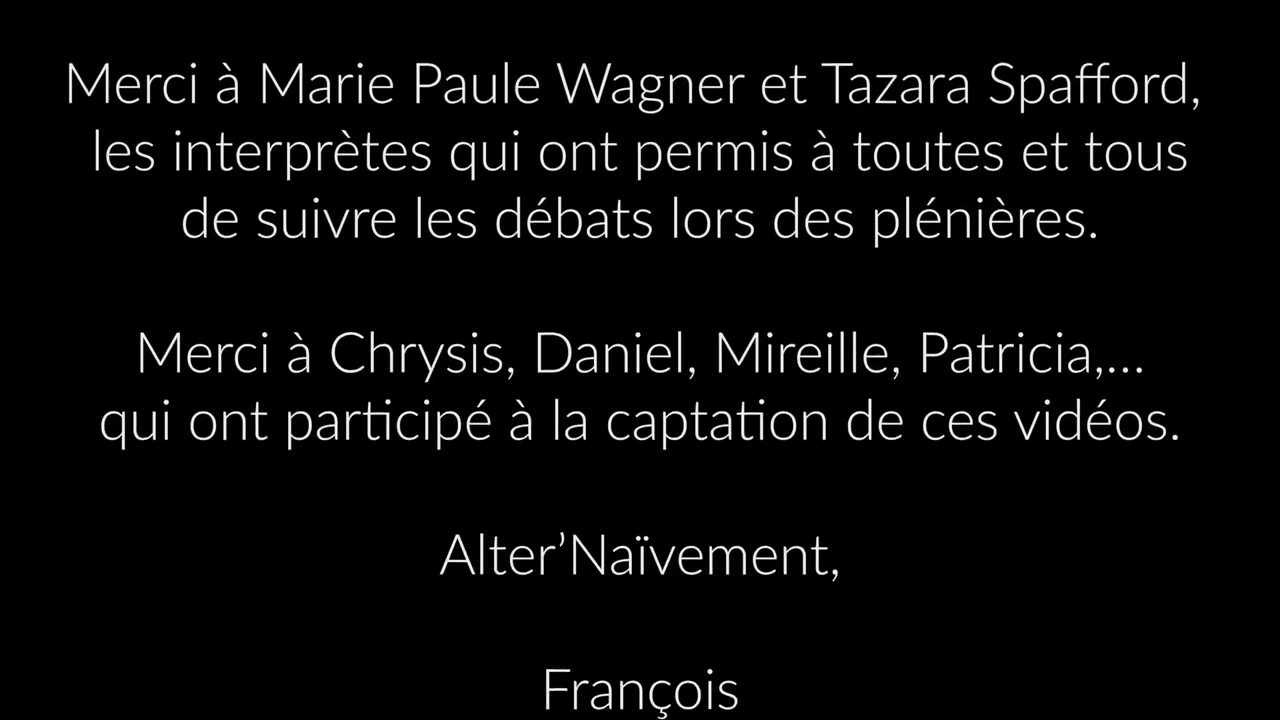 Merci à Marie Paule Wagner et Tazara Spafford,
les interprètes qui ont permis à toutes et tous
de suivre les débats lors des plénières.
Merci à Chrysis, Daniel, Mireille, Patricia,...
qui ont participé à la captation de ces vidéos.
Alter’Naïvement,
François